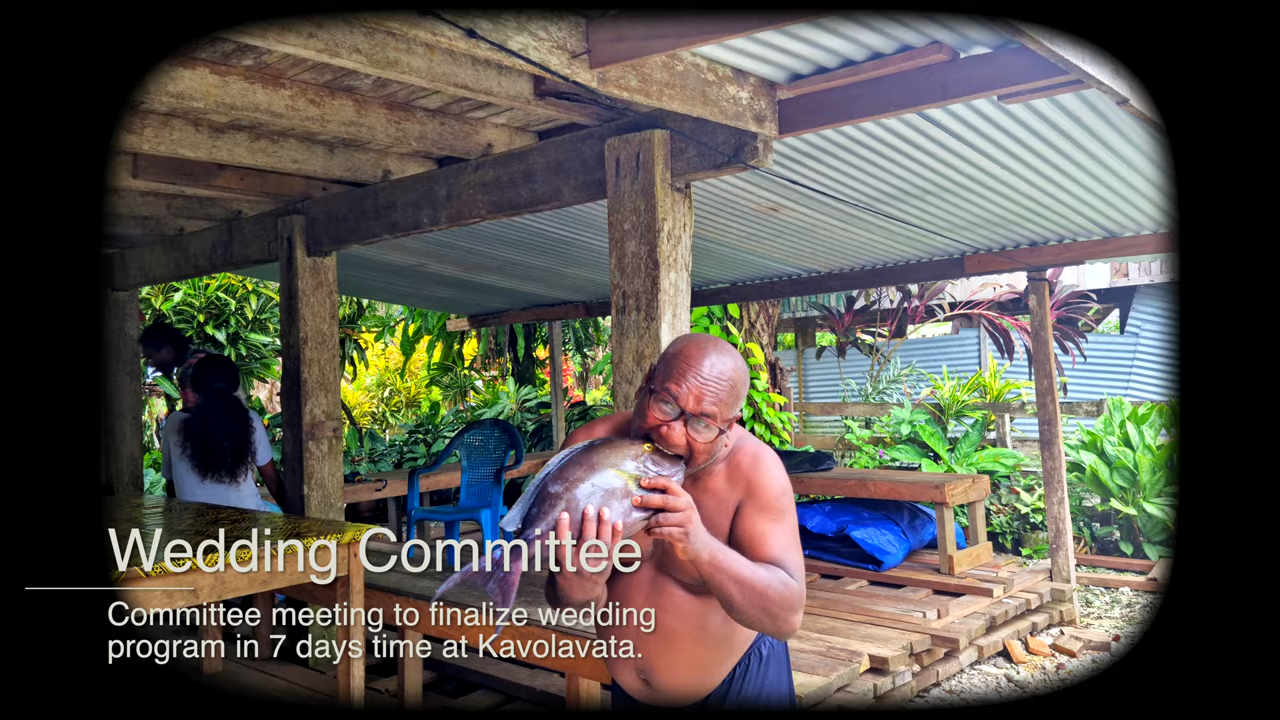 Wedding Committee
Committee meeting to finalize wedding
program in 7 days time at Kavolavata.